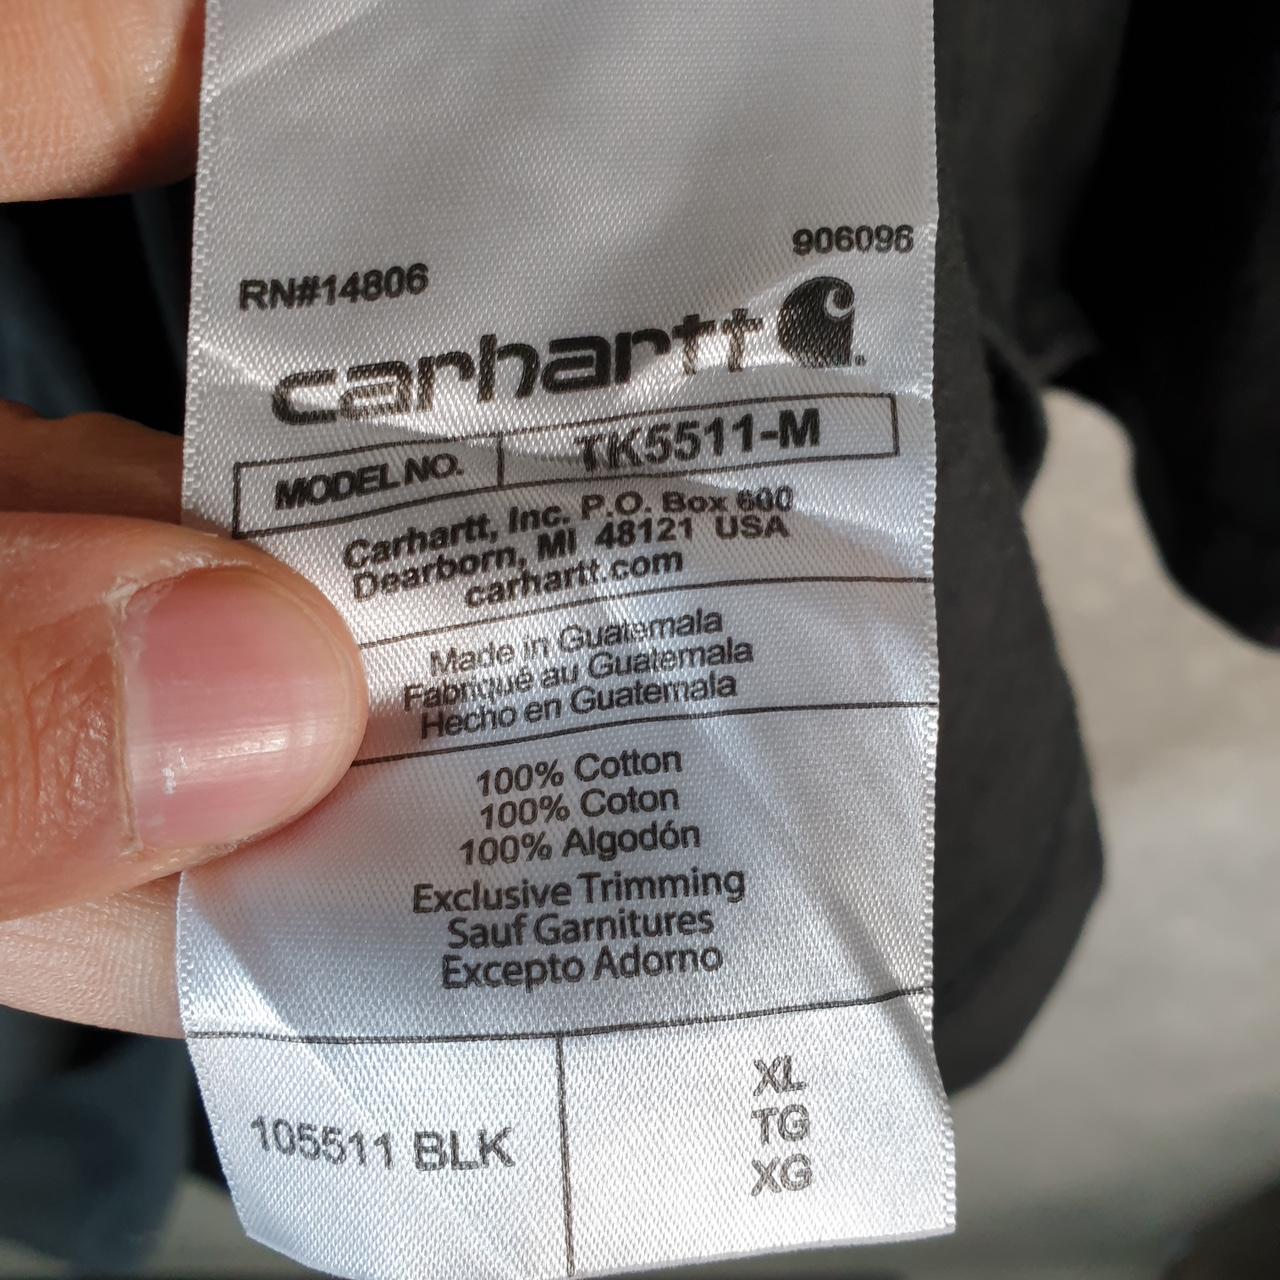 RN#14806 906096
carhartt
MODEL NO. TK5511-M
Carhartt, Inc. P.O. Box 600
Dearborn, MI 48121 USA
carhartt.com
Made in Guatemala
Fabriqué au Guatemala
Hecho en Guatemala
100% Cotton
100% Coton
100% Algodón
Exclusive Trimming
Sauf Garnitures
Excepto Adorno
105511 BLK
XL
TG
XG